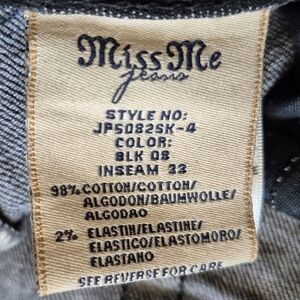 Miss Me
jeans
STYLE NO:
JP5082SK-4
COLOR:
BLK 08
INSEAM 33
98% COTTON/COTTON/
ALGODON/BAUMWOLLE/
ALGODAO
2% ELASTIN/ELASTINE/
ELASTICO/ELASTOMORO/
ELASTANO
SEE REVERSE FOR CARE